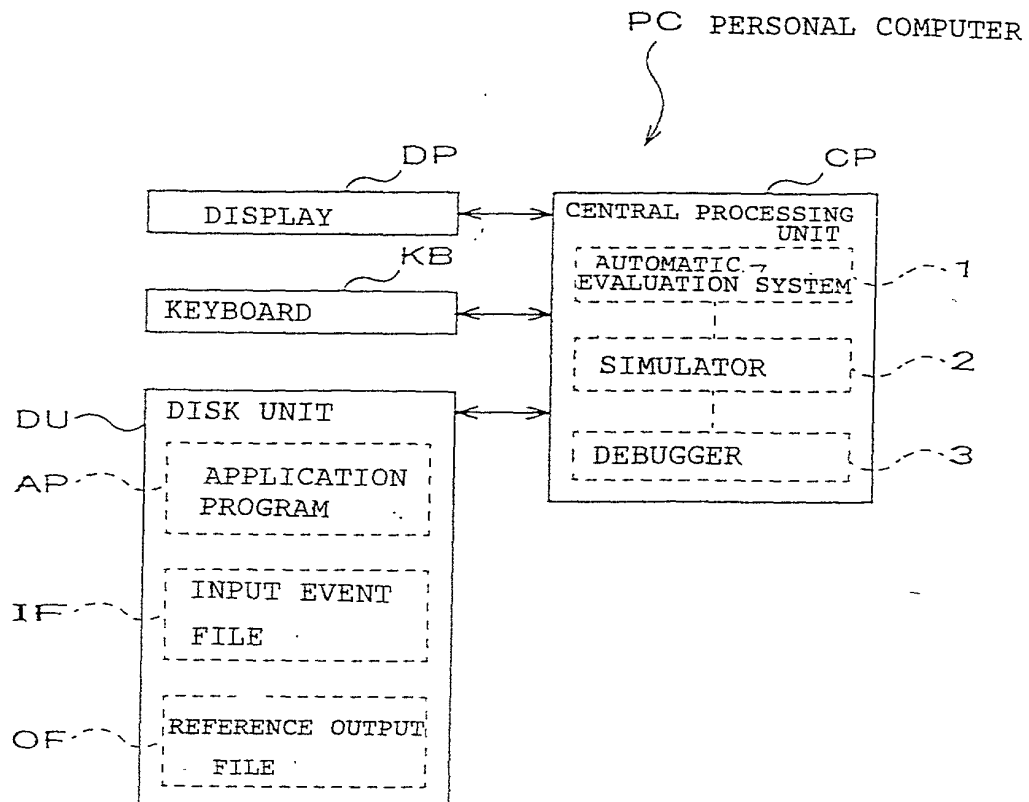 PC PERSONAL COMPUTER
DP
CP
DISPLAY
CENTRAL PROCESSING
UNIT
KB
AUTOMATIC
EVALUATION SYSTEM
1
KEYBOARD
SIMULATOR
2
DU
DISK UNIT
DEBUGGER
3
AP
APPLICATION
PROGRAM
IF
INPUT EVENT
FILE
OF
REFERENCE OUTPUT
FILE